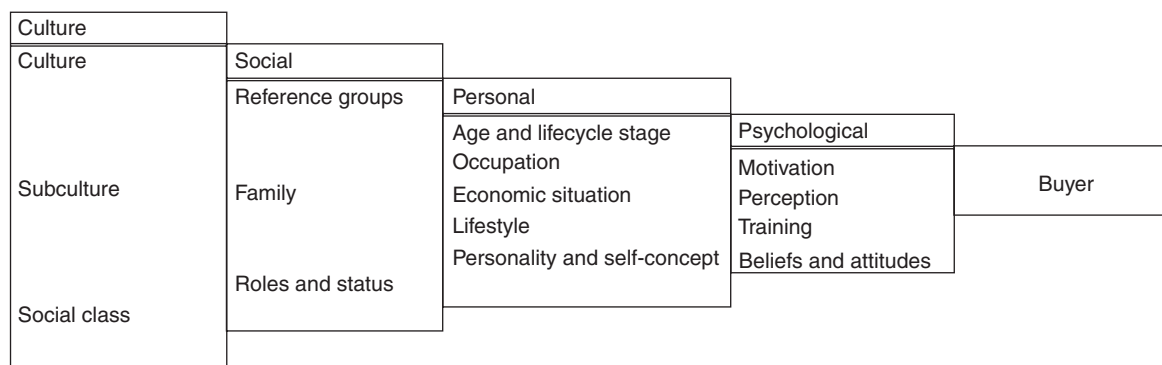 Culture
Culture
Subculture
Social class
Social
Reference groups
Family
Roles and status
Personal
Age and lifecycle stage
Occupation
Economic situation
Lifestyle
Personality and self-concept
Psychological
Motivation
Perception
Training
Beliefs and attitudes
Buyer